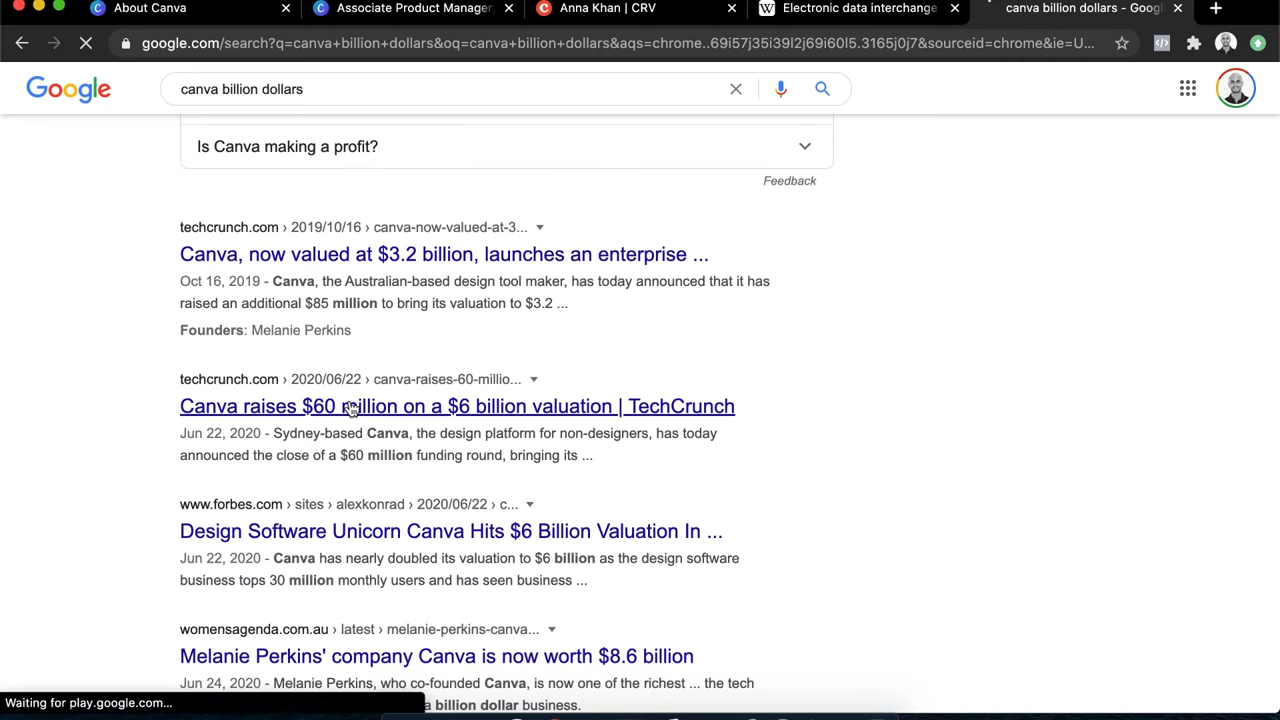 About Canva
Associate Product Manager,
Anna Khan | CRV
Electronic data interchange
canva billion dollars - Google
google.com/search?q=canva+billion+dollars&oq=canva+billion+dollars&aqs=chrome..69i57j35i39l2j69i60l5.3165j0j7&sourceid=chrome&ie=U...
Google
canva billion dollars
Is Canva making a profit?
Feedback
techcrunch.com › 2019/10/16 › canva-now-valued-at-3...
Canva, now valued at $3.2 billion, launches an enterprise ...
Oct 16, 2019 - Canva, the Australian-based design tool maker, has today announced that it has
raised an additional $85 million to bring its valuation to $3.2 ...
Founders: Melanie Perkins
techcrunch.com › 2020/06/22 › canva-raises-60-millio...
Canva raises $60 million on a $6 billion valuation | TechCrunch
Jun 22, 2020 - Sydney-based Canva, the design platform for non-designers, has today
announced the close of a $60 million funding round, bringing its ...
www.forbes.com › sites › alexkonrad › 2020/06/22 › c...
Design Software Unicorn Canva Hits $6 Billion Valuation In ...
Jun 22, 2020 - Canva has nearly doubled its valuation to $6 billion as the design software
business tops 30 million monthly users and has seen business ...
womensagenda.com.au › latest › melanie-perkins-canva...
Melanie Perkins' company Canva is now worth $8.6 billion
Jun 24, 2020 - Melanie Perkins, who co-founded Canva, is now one of the richest ... the tech
a billion dollar business.
Waiting for play.google.com...